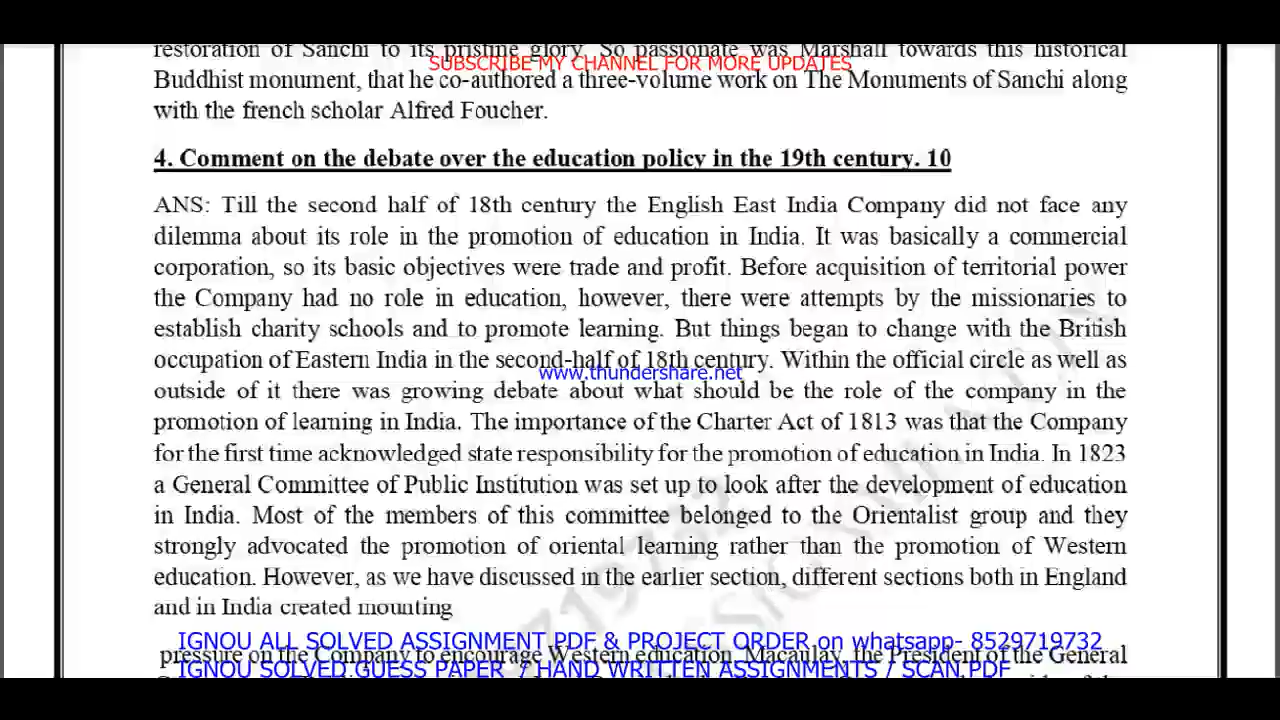 restoration of Sanchi to its pristine glory. So passionate was Marshall towards this historical
SUBSCRIBE MY CHANNEL FOR MORE UPDATES
Buddhist monument, that he co-authored a three-volume work on The Monuments of Sanchi along
with the french scholar Alfred Foucher.
4. Comment on the debate over the education policy in the 19th century. 10
ANS: Till the second half of 18th century the English East India Company did not face any
dilemma about its role in the promotion of education in India. It was basically a commercial
corporation, so its basic objectives were trade and profit. Before acquisition of territorial power
the Company had no role in education, however, there were attempts by the missionaries to
establish charity schools and to promote learning. But things began to change with the British
occupation of Eastern India in the second-half of 18th century. Within the official circle as well as
www.thundershare.net
outside of it there was growing debate about what should be the role of the company in the
promotion of learning in India. The importance of the Charter Act of 1813 was that the Company
for the first time acknowledged state responsibility for the promotion of education in India. In 1823
a General Committee of Public Institution was set up to look after the development of education
in India. Most of the members of this committee belonged to the Orientalist group and they
strongly advocated the promotion of oriental learning rather than the promotion of Western
education. However, as we have discussed in the earlier section, different sections both in England
and in India created mounting
IGNOU ALL SOLVED ASSIGNMENT PDF & PROJECT ORDER on whatsapp- 8529719732
pressure on the Company to encourage Western education. Macaulay, the President of the General
IGNOU SOLVED GUESS PAPER / HAND WRITTEN ASSIGNMENTS / SCAN PDF